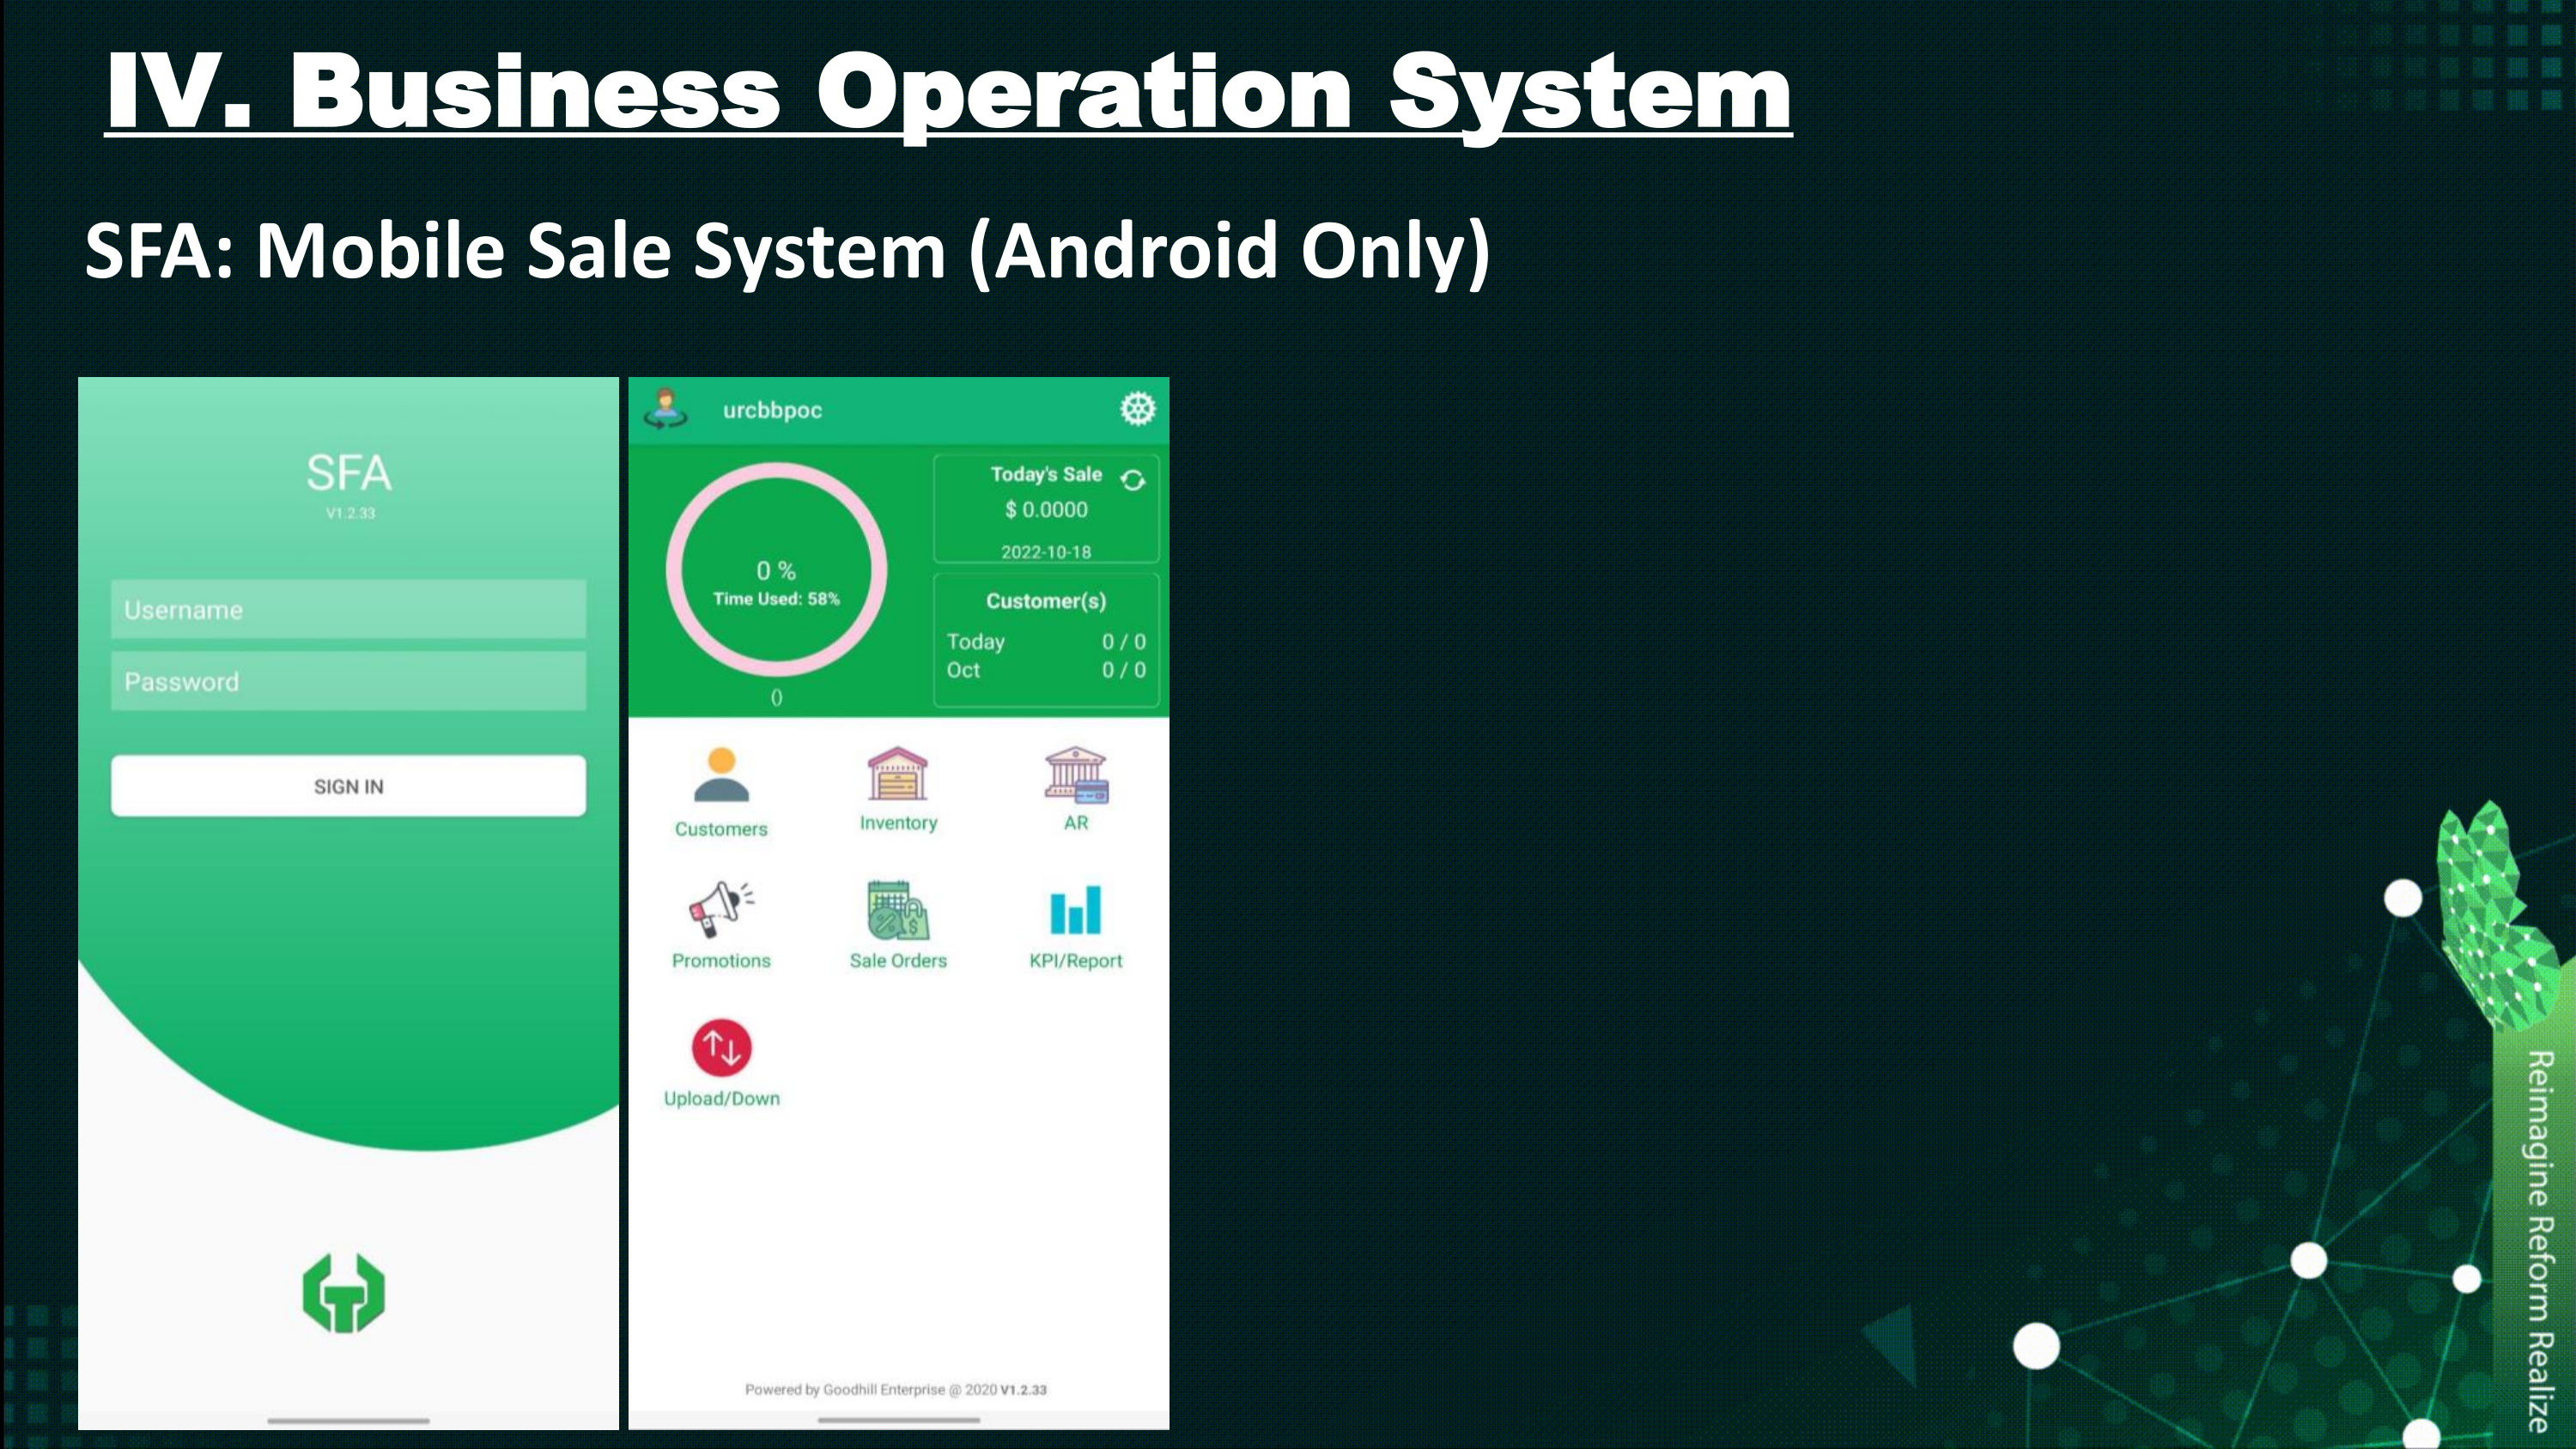 IV. Business Operation System
SFA: Mobile Sale System (Android Only)
SFA
V1.2.33
Username
Password
SIGN IN
urcbbpoc
0 %
Time Used: 58%
()
Today's Sale
$ 0.0000
2022-10-18
Customer(s)
Today 0 / 0
Oct 0 / 0
Customers Inventory AR
Promotions Sale Orders KPI/Report
Upload/Down
Powered by Goodhill Enterprise @ 2020 V1.2.33
Reimagine Reform Realize